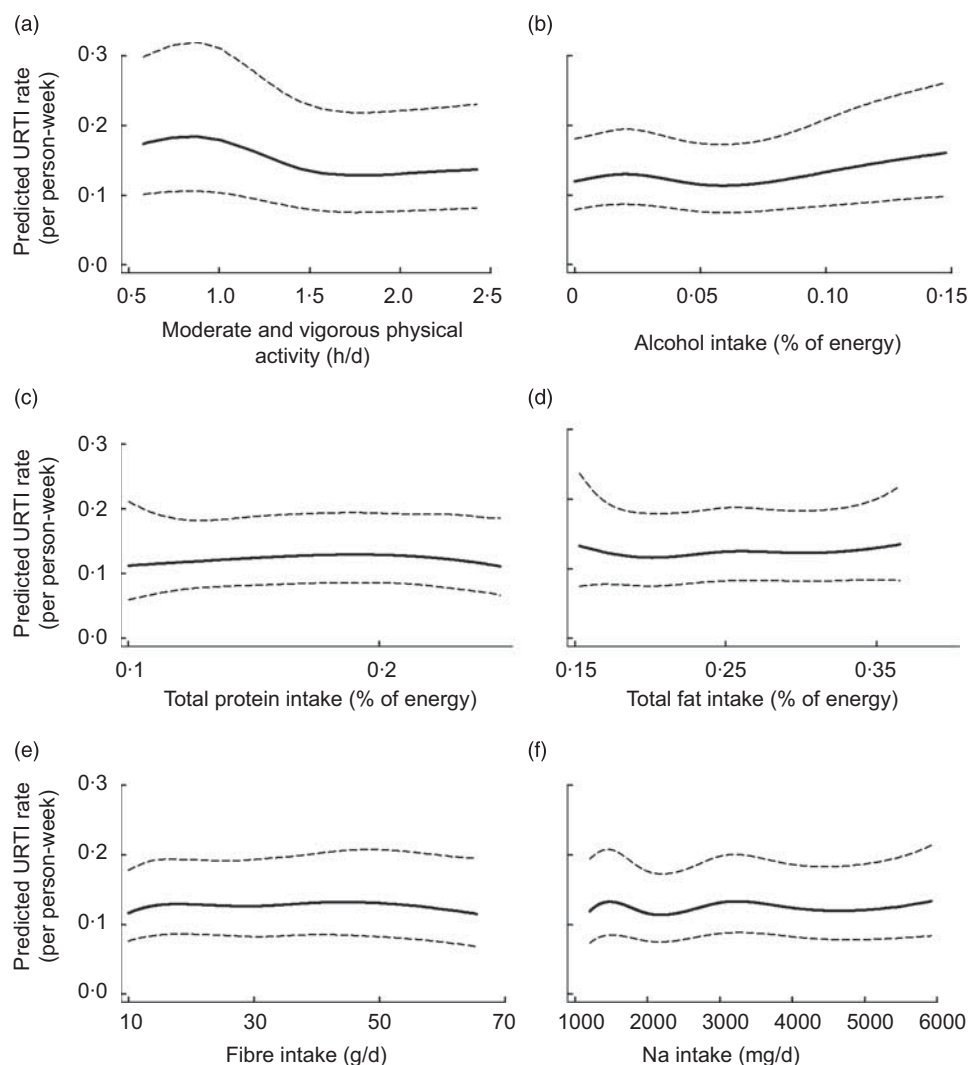 (a)
(b)
Predicted URTI rate
(per person-week)
0·3
0·2
0·1
0·0
0·5
1.0
1·5
2·0
2·5
Moderate and vigorous physical
activity (h/d)
0
0·05
0·10
0·15
Alcohol intake (% of energy)
(c)
(d)
Predicted URTI rate
(per person-week)
0·3
0·2
0·1
0·0
0·1
0·2
Total protein intake (% of energy)
0·15
0·25
0·35
Total fat intake (% of energy)
(e)
(f)
Predicted URTI rate
(per person-week)
0·3
0·2
0·1
0·0
10
30
50
70
Fibre intake (g/d)
1000
2000
3000
4000
5000
6000
Na intake (mg/d)